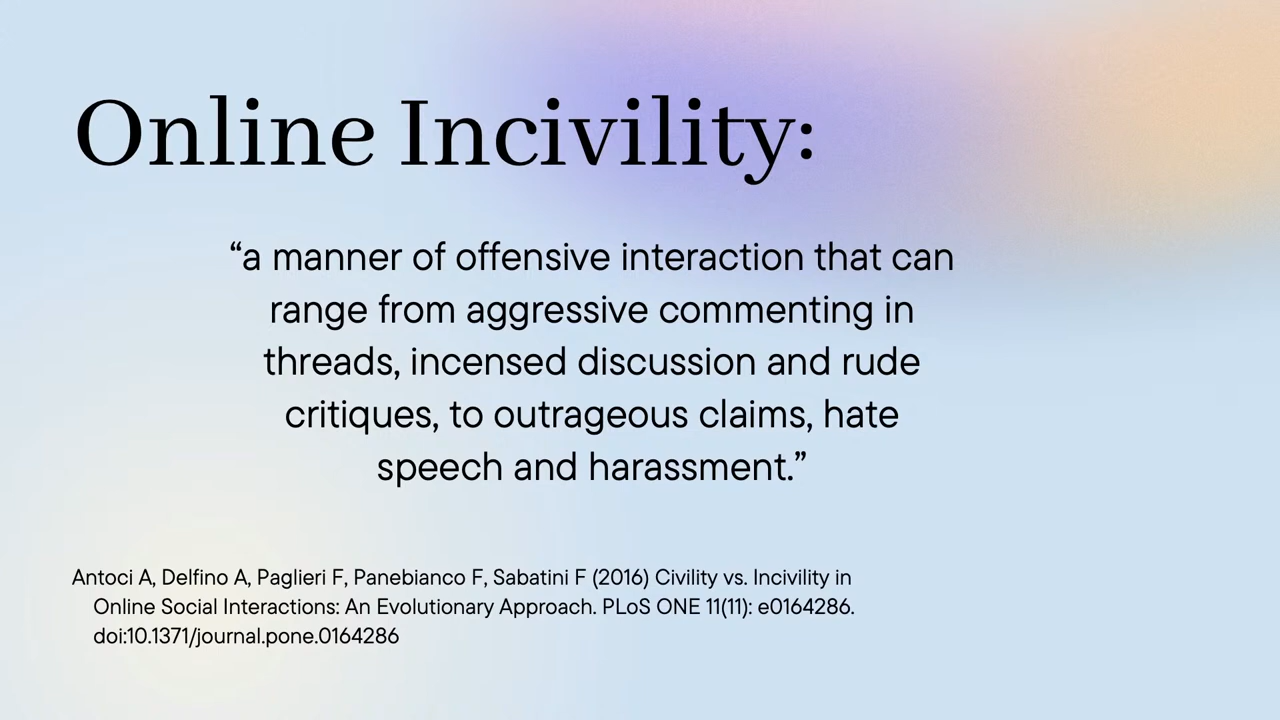 Online Incivility:
“a manner of offensive interaction that can
range from aggressive commenting in
threads, incensed discussion and rude
critiques, to outrageous claims, hate
speech and harassment.”
Antoci A, Delfino A, Paglieri F, Panebianco F, Sabatini F (2016) Civility vs. Incivility in
Online Social Interactions: An Evolutionary Approach. PLoS ONE 11(11): e0164286.
doi:10.1371/journal.pone.0164286